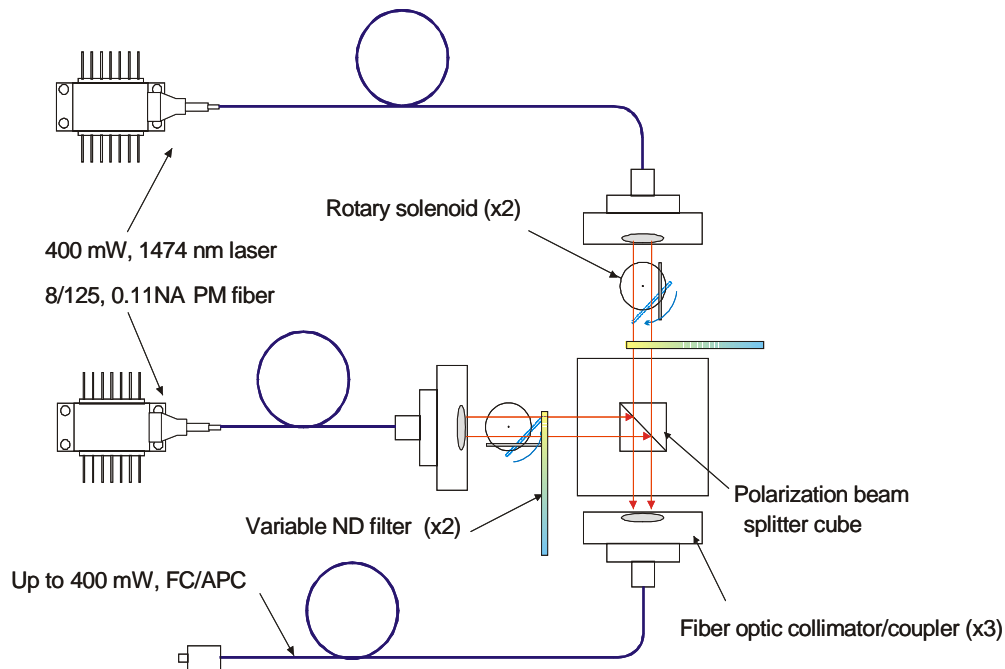 Rotary solenoid (x2)
400 mW, 1474 nm laser
8/125, 0.11NA PM fiber
Polarization beam
splitter cube
Variable ND filter (x2)
Up to 400 mW, FC/APC
Fiber optic collimator/coupler (x3)